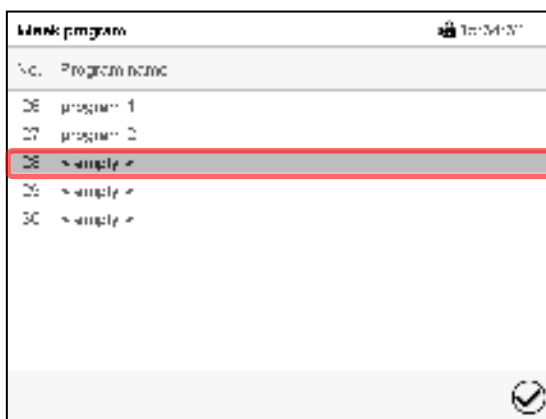 Week program
No. Program name
26 program 1
27 program 2
28 > empty <
29 > empty <
30 > empty <